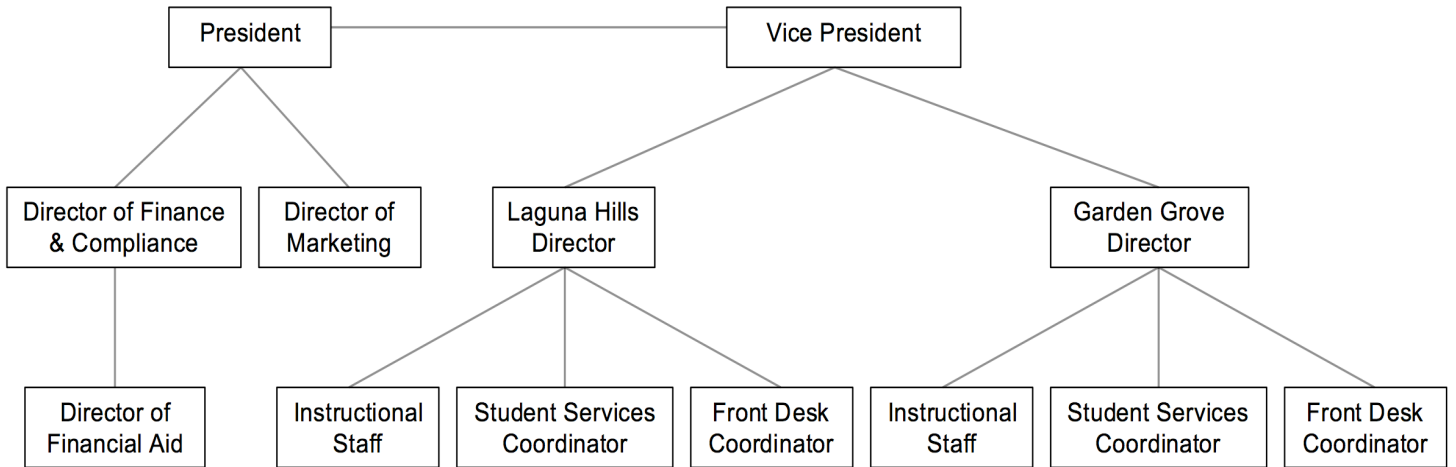 President
Vice President
Director of Finance
& Compliance
Director of
Marketing
Laguna Hills
Director
Garden Grove
Director
Director of
Financial Aid
Instructional
Staff
Student Services
Coordinator
Front Desk
Coordinator
Instructional
Staff
Student Services
Coordinator
Front Desk
Coordinator